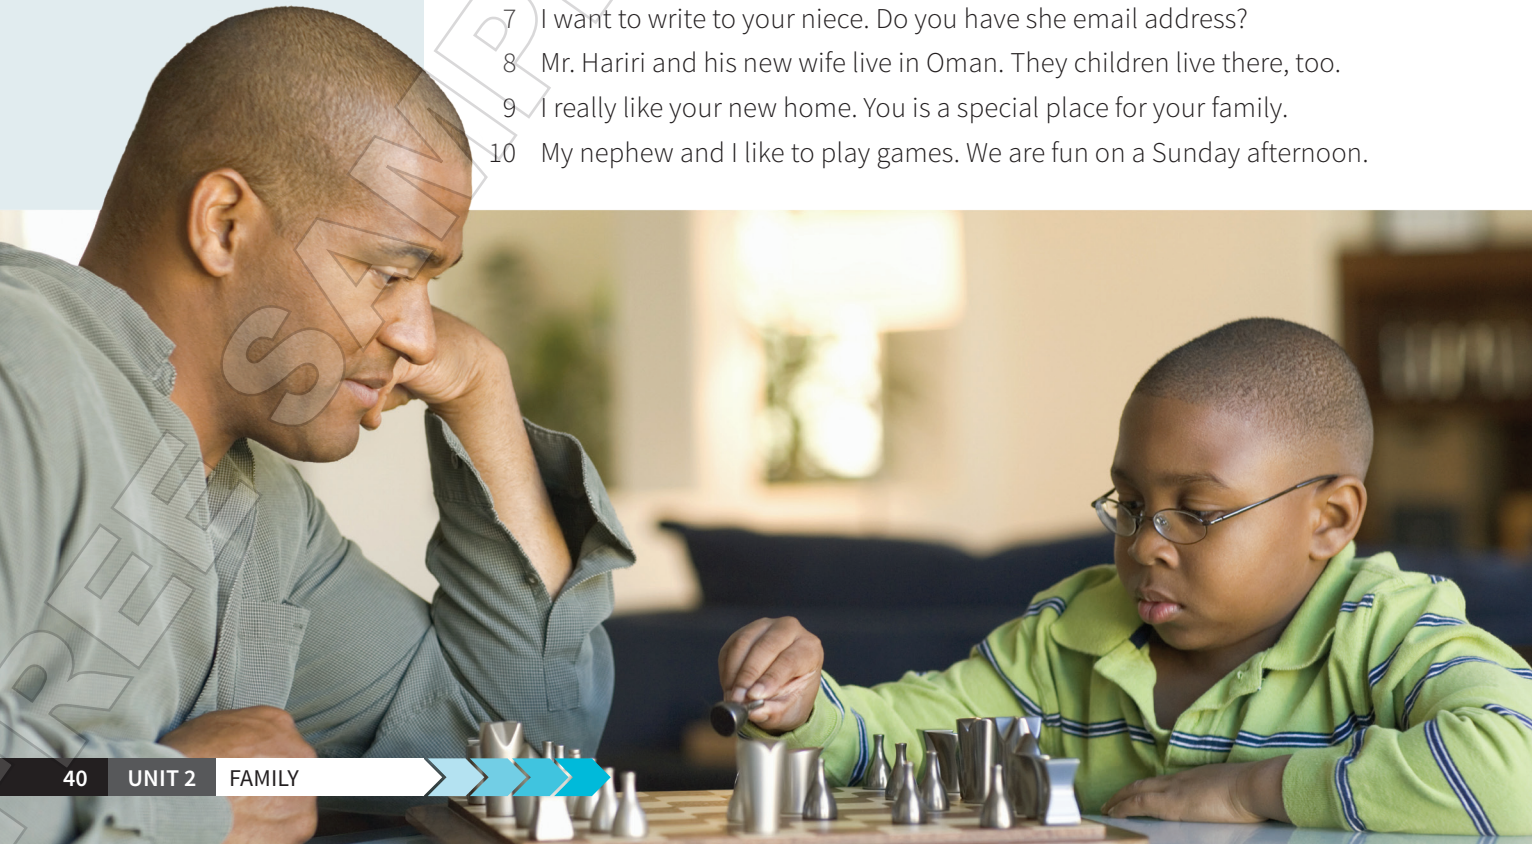 7 I want to write to your niece. Do you have she email address?
8 Mr. Hariri and his new wife live in Oman. They children live there, too.
9 I really like your new home. You is a special place for your family.
10 My nephew and I like to play games. We are fun on a Sunday afternoon.
FREE SAMP
40 UNIT 2 FAMILY